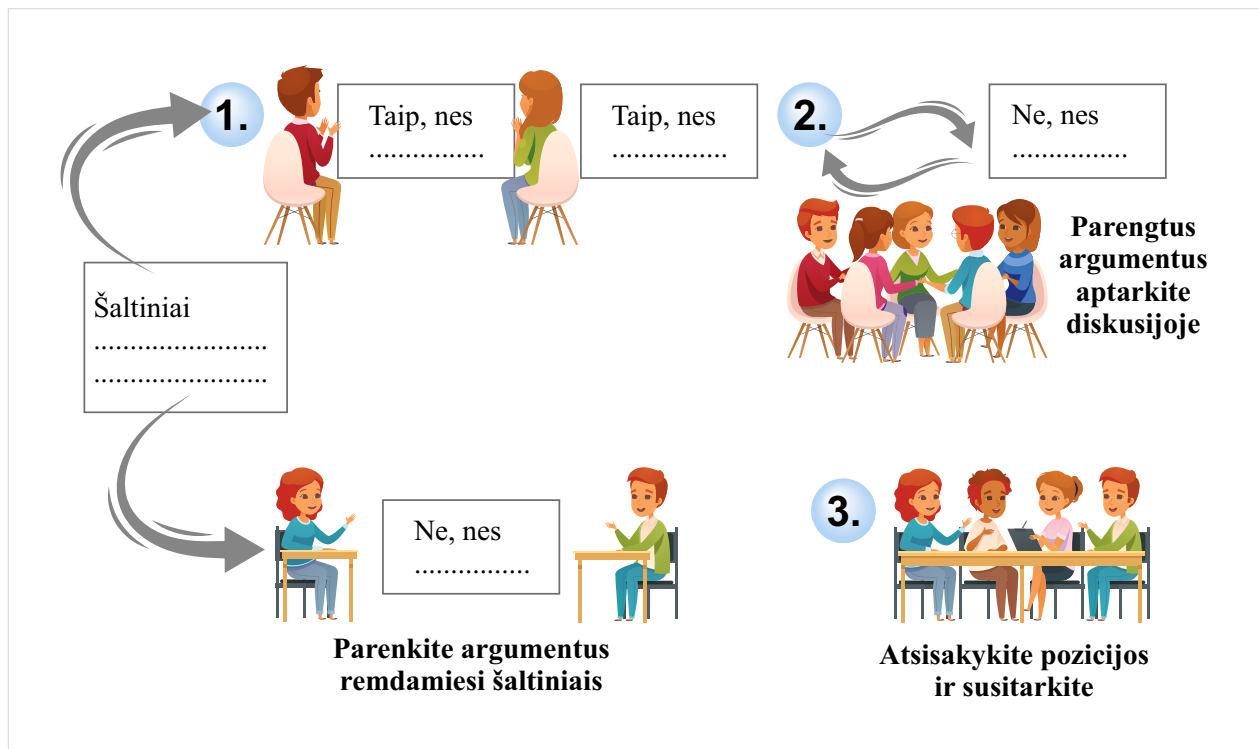 1.
Taip, nes
................
Taip, nes
................
2.
Ne, nes
................
Parengtus
argumentus
aptarkite
diskusijoje
Šaltiniai
........................
........................
Ne, nes
................
Parenkite argumentus
remdamiesi šaltiniais
3.
Atsisakykite pozicijos
ir susitarkite